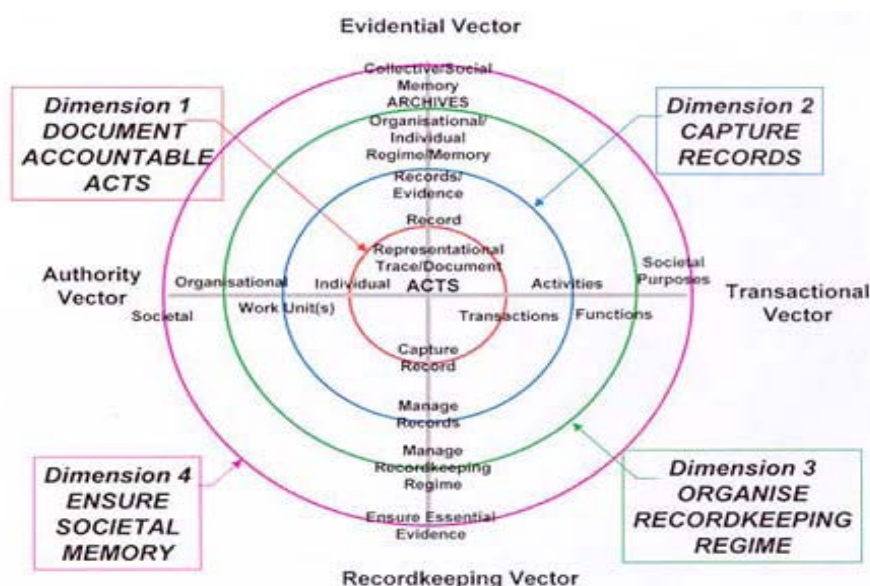 Evidential Vector
Collective/Social
Memory
ARCHIVES
Dimension 1
DOCUMENT
ACCOUNTABLE
ACTS
Dimension 2
CAPTURE
RECORDS
Organisational/
Individual
Regime/Memory
Records/
Evidence
Record
Representational
Trace/Document
ACTS
Authority
Vector
Organisational
Individual
Societal
Work Unit(s)
Activities
Societal
Purposes
Transactions
Functions
Transactional
Vector
Capture
Record
Manage
Records
Manage
Recordkeeping
Regime
Ensure Essential
Evidence
Dimension 4
ENSURE
SOCIETAL
MEMORY
Dimension 3
ORGANISE
RECORDKEEPING
REGIME
Recordkeeping Vector